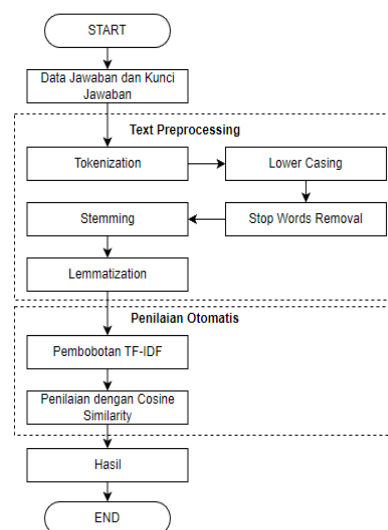 START
Data Jawaban dan Kunci
Jawaban
Text Preprocessing
Tokenization
Lower Casing
Stemming
Stop Words Removal
Lemmatization
Penilaian Otomatis
Pembobotan TF-IDF
Penilaian dengan Cosine
Similarity
Hasil
END